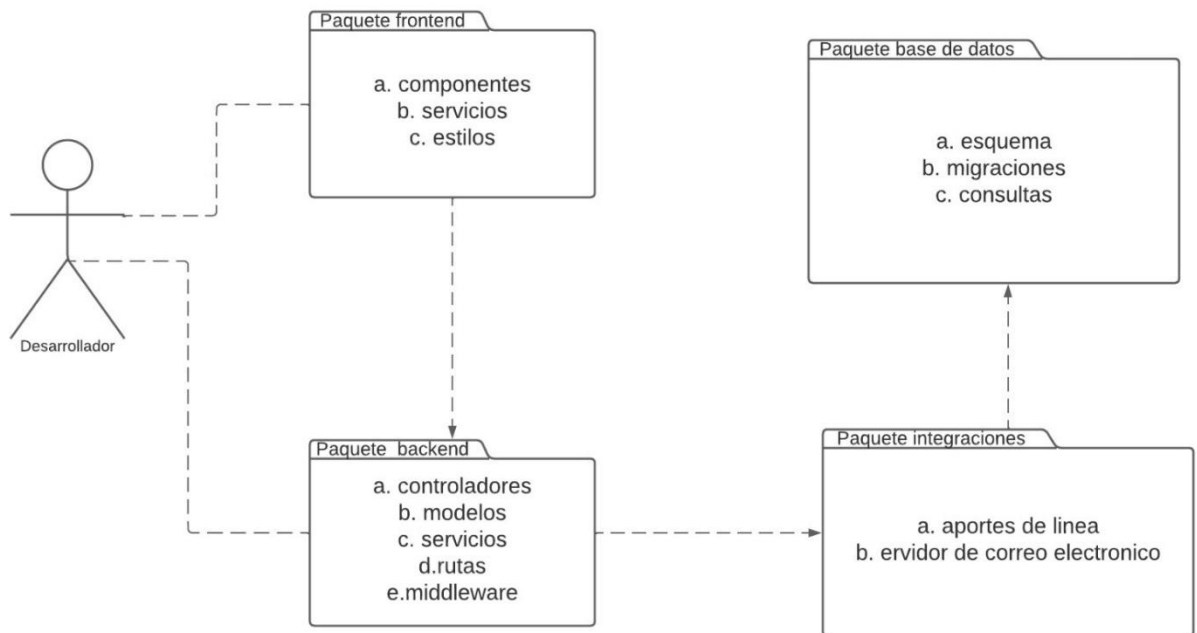 Paquete frontend
a. componentes
b. servicios
c. estilos
Paquete base de datos
a. esquema
b. migraciones
c. consultas
Desarrollador
Paquete backend
a. controladores
b. modelos
c. servicios
d.rutas
e.middleware
Paquete integraciones
a. aportes de linea
b. ervidor de correo electronico